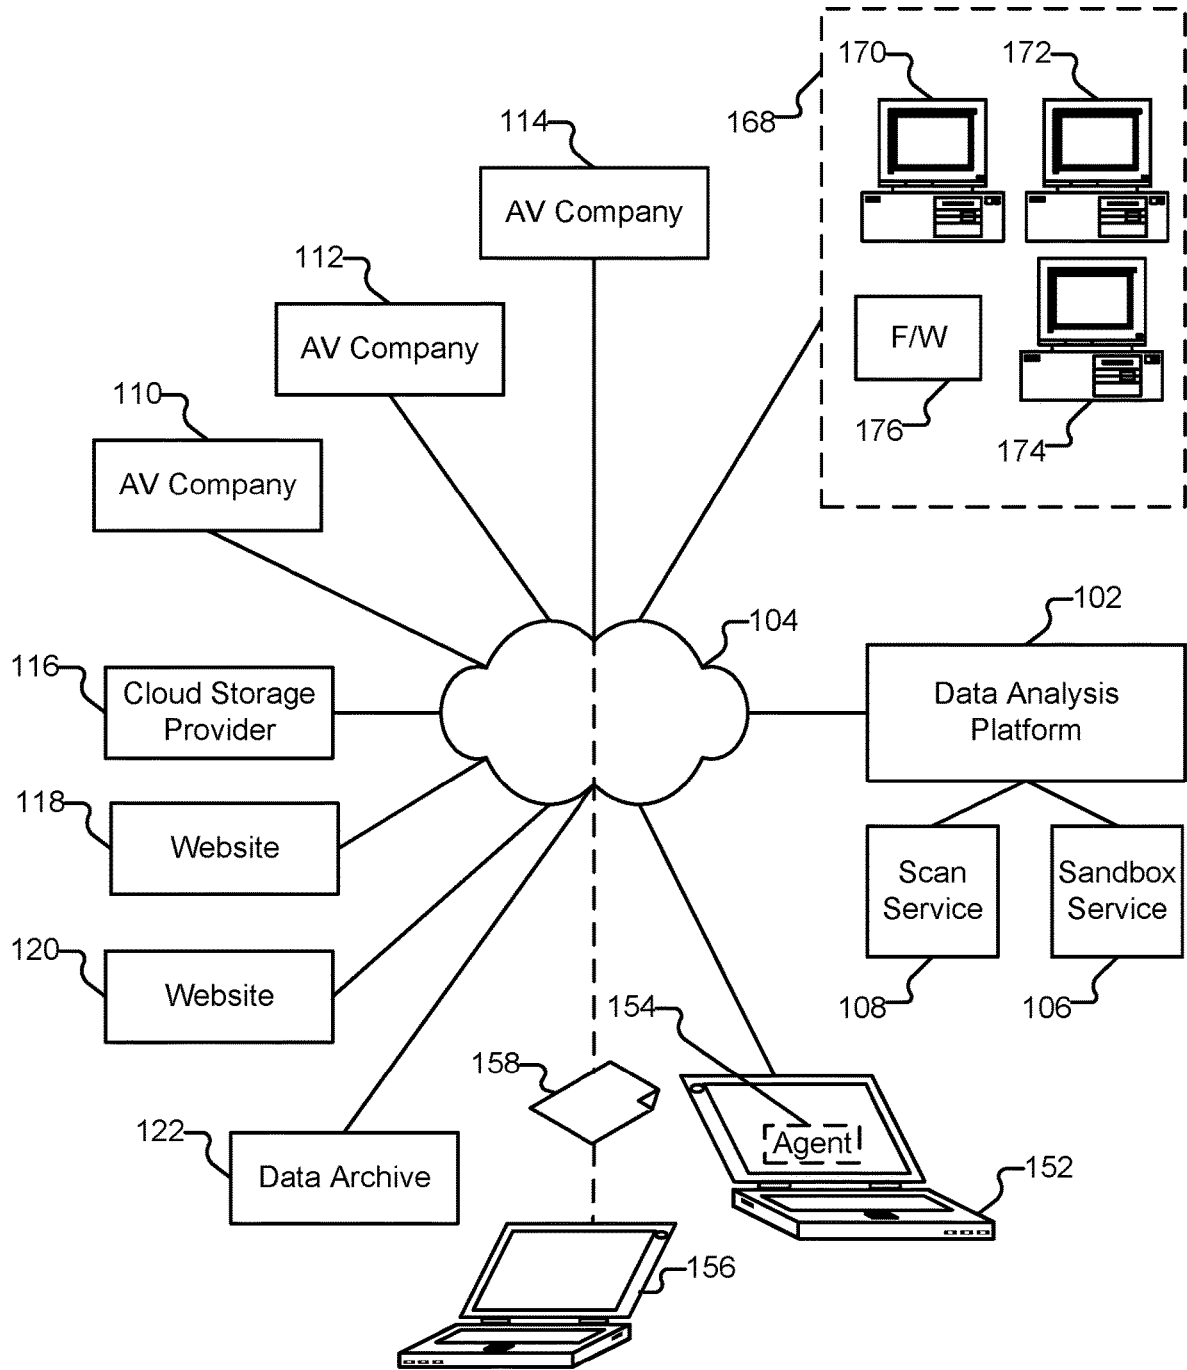 170
172
168
114
AV Company
112
AV Company
F/W
176
174
110
AV Company
104
102
116
Cloud Storage
Provider
Data Analysis
Platform
118
Website
Scan
Service
Sandbox
Service
120
Website
108
106
154
158
Agent
122
Data Archive
152
156